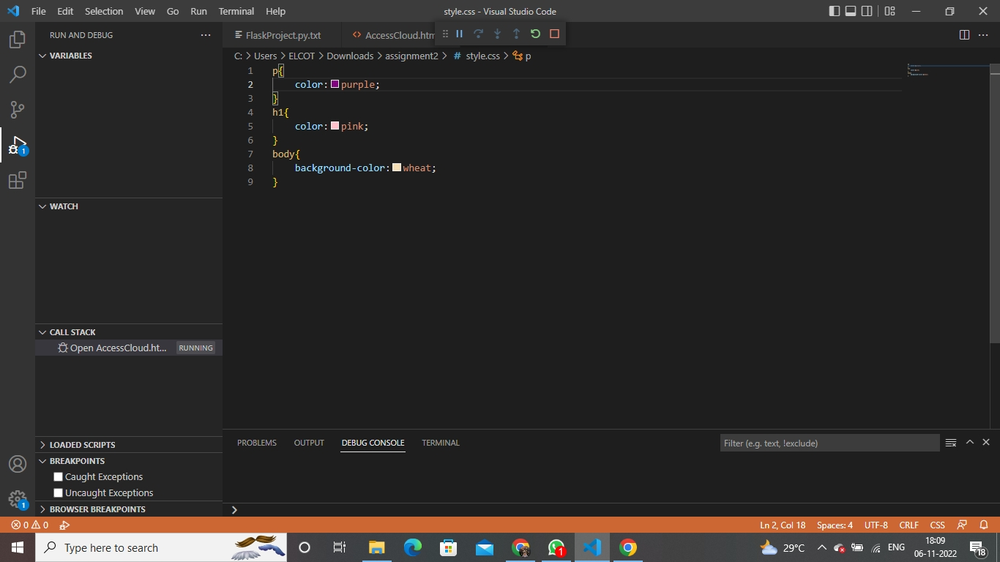 File Edit Selection View Go Run Terminal Help
style.css - Visual Studio Code
RUN AND DEBUG
FlaskProject.py.txt
AccessCloud.htm
VARIABLES
C: > Users > ELCOT > Downloads > assignment2 > # style.css > p
1 p{
2 color: purple;
3 }
4 h1{
5 color: pink;
6 }
7 body{
8 background-color: wheat;
9 }
1
WATCH
CALL STACK
Open AccessCloud.ht... RUNNING
LOADED SCRIPTS
BREAKPOINTS
Caught Exceptions
Uncaught Exceptions
BROWSER BREAKPOINTS
1
PROBLEMS OUTPUT DEBUG CONSOLE TERMINAL
Filter (e.g. text, !exclude)
0 0
Ln 2, Col 18 Spaces: 4 UTF-8 CRLF CSS
Type here to search
1
29°C
ENG
18:09
06-11-2022
18